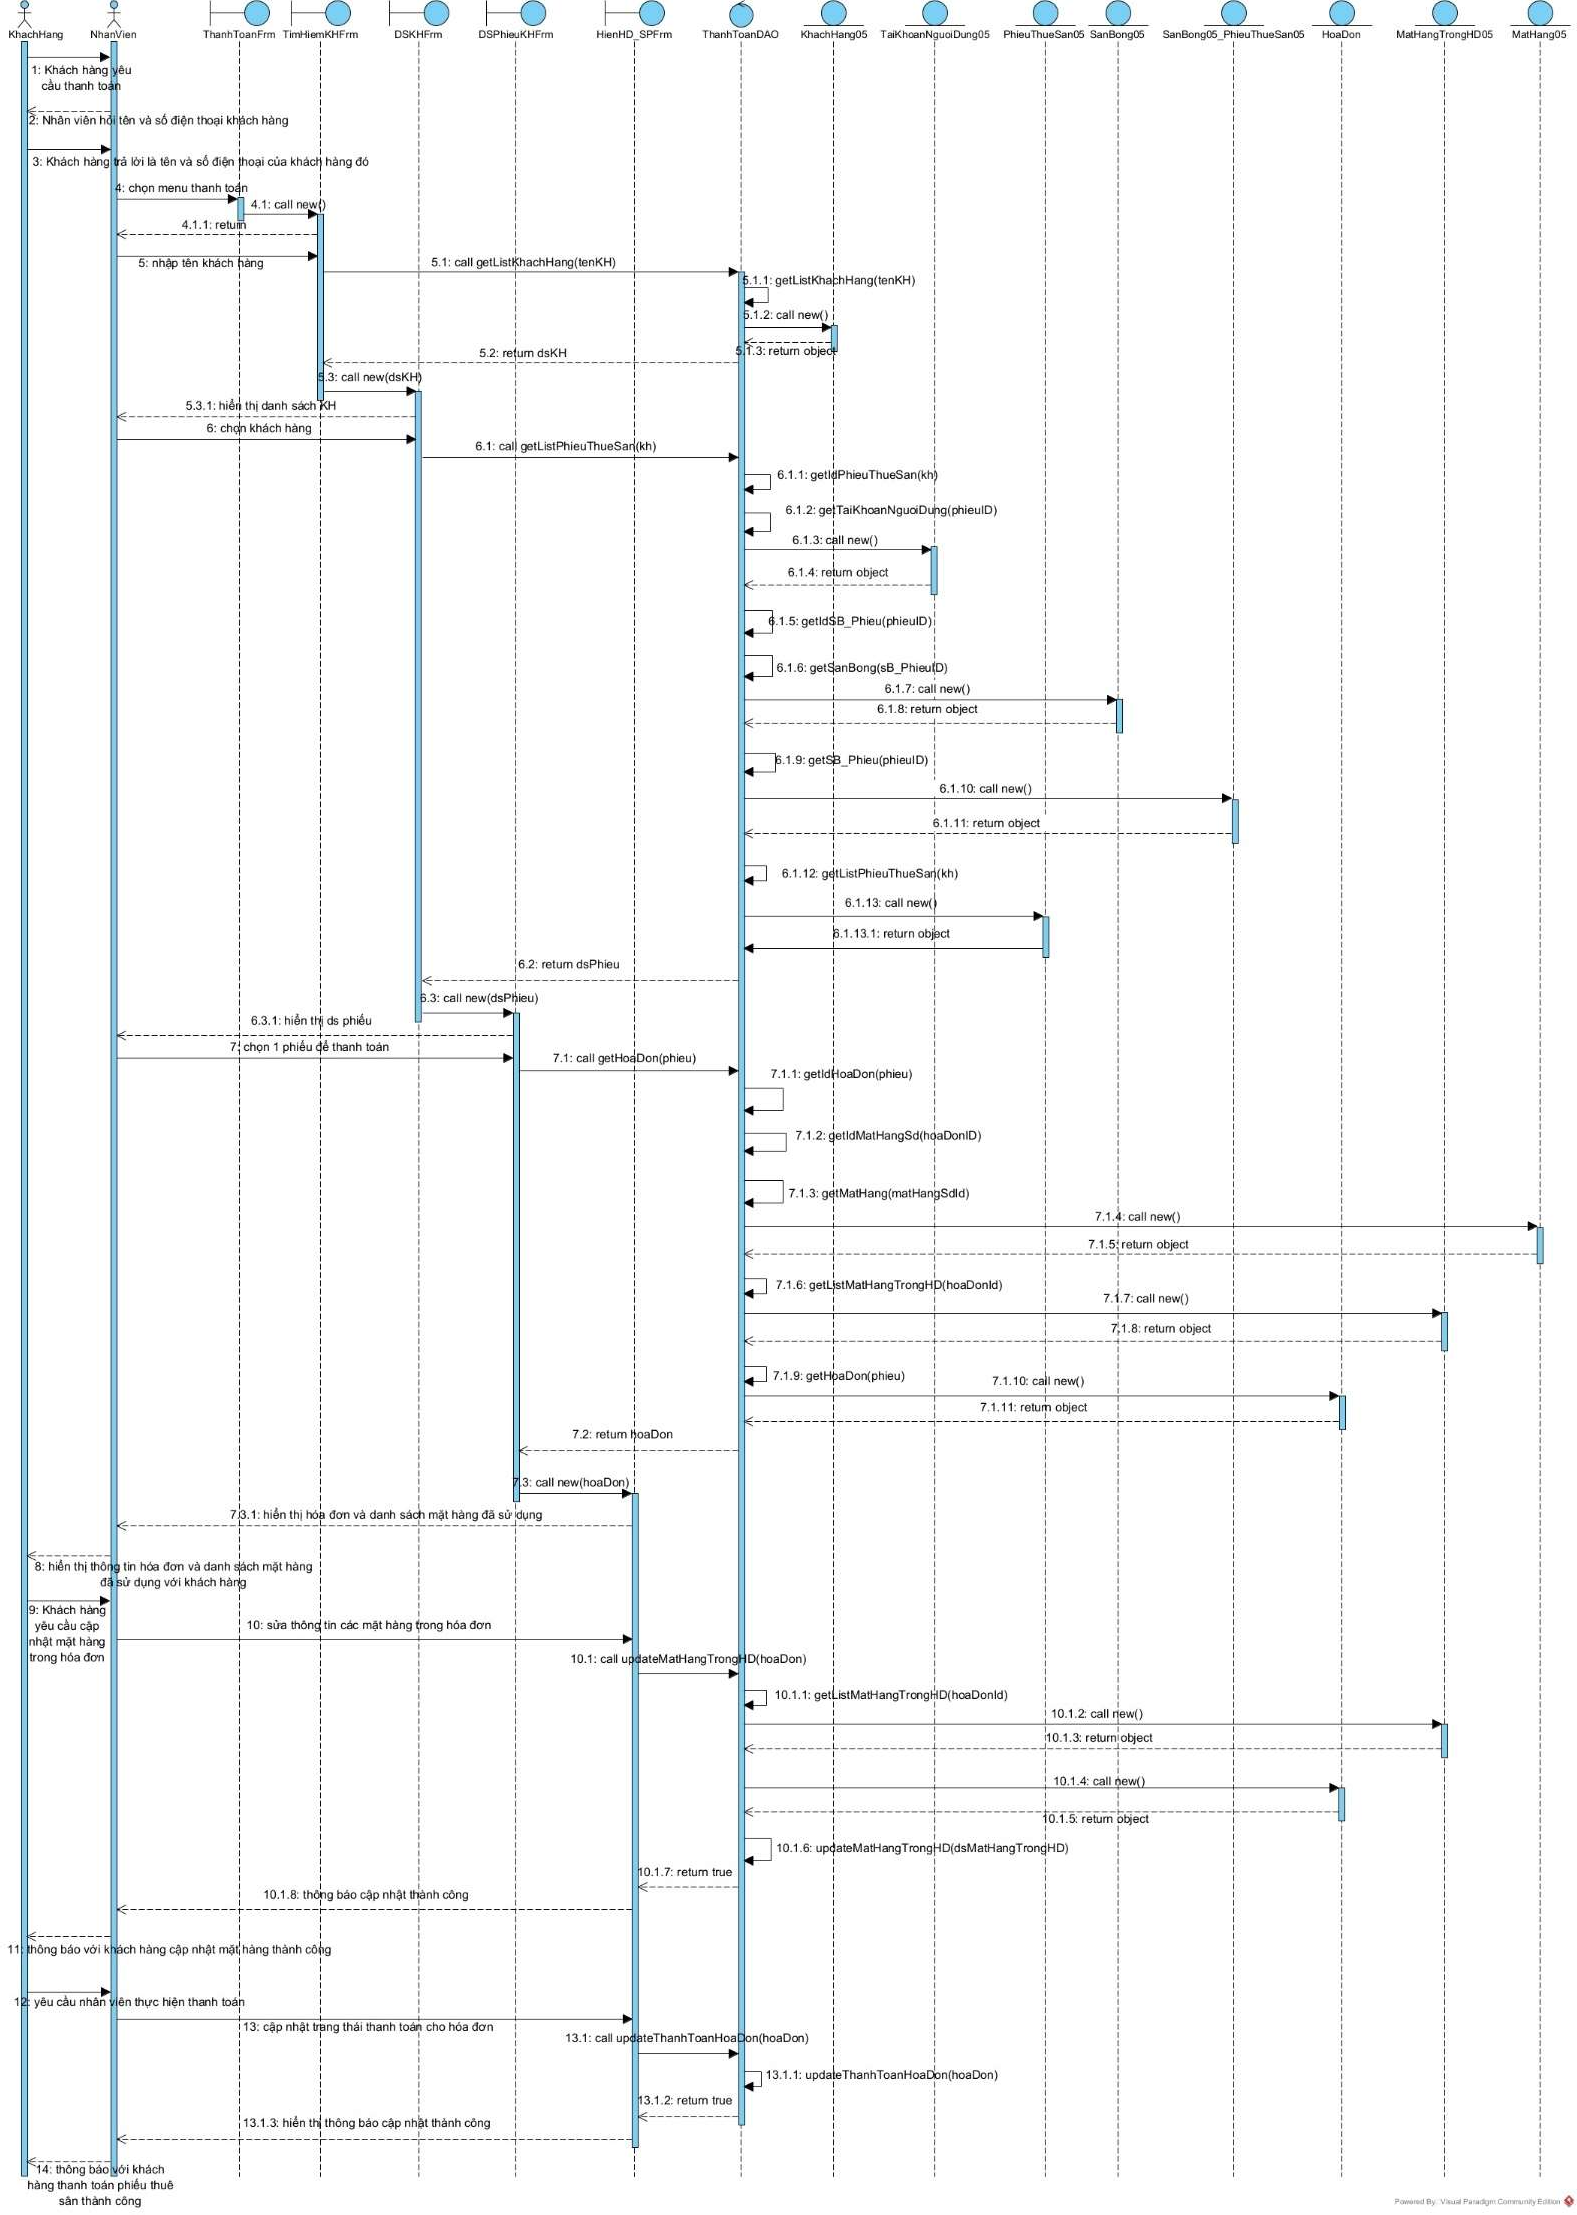 KhachHang
NhanVien
ThanhToanFrm
TimHiemKHFrm
DSKHFrm
DSPhieuKHFrm
HienHD_SPFrm
ThanhToanDAO
KhachHang05
TaiKhoanNguoiDung05
PhieuThueSan05
SanBong05
SanBong05_PhieuThueSan05
HoaDon
MatHangTrongHD05
MatHang05
1: Khách hàng yêu
cầu thanh toán
2: Nhân viên hỏi tên và số điện thoại khách hàng
3: Khách hàng trả lời là tên và số điện thoại của khách hàng đó
4: chọn menu thanh toán
4.1: call new()
4.1.1: return
5: nhập tên khách hàng
5.1: call getListKhachHang(tenKH)
5.1.1: getListKhachHang(tenKH)
5.1.2: call new()
5.1.3: return object
5.2: return dsKH
5.3: call new(dsKH)
5.3.1: hiển thị danh sách KH
6: chọn khách hàng
6.1: call getListPhieuThueSan(kh)
6.1.1: getIdPhieuThueSan(kh)
6.1.2: getTaiKhoanNguoiDung(phieuID)
6.1.3: call new()
6.1.4: return object
6.1.5: getIdSB_Phieu(phieuID)
6.1.6: getSanBong(sB_PhieuID)
6.1.7: call new()
6.1.8: return object
6.1.9: getSB_Phieu(phieuID)
6.1.10: call new()
6.1.11: return object
6.1.12: getListPhieuThueSan(kh)
6.1.13: call new()
6.1.13.1: return object
6.2: return dsPhieu
6.3: call new(dsPhieu)
6.3.1: hiển thị ds phiếu
7: chọn 1 phiếu để thanh toán
7.1: call getHoaDon(phieu)
7.1.1: getIdHoaDon(phieu)
7.1.2: getIdMatHangSd(hoaDonID)
7.1.3: getMatHang(matHangSdId)
7.1.4: call new()
7.1.5: return object
7.1.6: getListMatHangTrongHD(hoaDonId)
7.1.7: call new()
7.1.8: return object
7.1.9: getHoaDon(phieu)
7.1.10: call new()
7.1.11: return object
7.2: return hoaDon
7.3: call new(hoaDon)
7.3.1: hiển thị hóa đơn và danh sách mặt hàng đã sử dụng
8: hiển thị thông tin hóa đơn và danh sách mặt hàng
đã sử dụng với khách hàng
9: Khách hàng
yêu cầu cập
nhật mặt hàng
trong hóa đơn
10: sửa thông tin các mặt hàng trong hóa đơn
10.1: call updateMatHangTrongHD(hoaDon)
10.1.1: getListMatHangTrongHD(hoaDonId)
10.1.2: call new()
10.1.3: return object
10.1.4: call new()
10.1.5: return object
10.1.6: updateMatHangTrongHD(dsMatHangTrongHD)
10.1.7: return true
10.1.8: thông báo cập nhật thành công
11: thông báo với khách hàng cập nhật mặt hàng thành công
12: yêu cầu nhân viên thực hiện thanh toán
13: cập nhật trạng thái thanh toán cho hóa đơn
13.1: call updateThanhToanHoaDon(hoaDon)
13.1.1: updateThanhToanHoaDon(hoaDon)
13.1.2: return true
13.1.3: hiển thị thông báo cập nhật thành công
14: thông báo với khách
hàng thanh toán phiếu thuê
sân thành công
Powered By: Visual Paradigm Community Edition